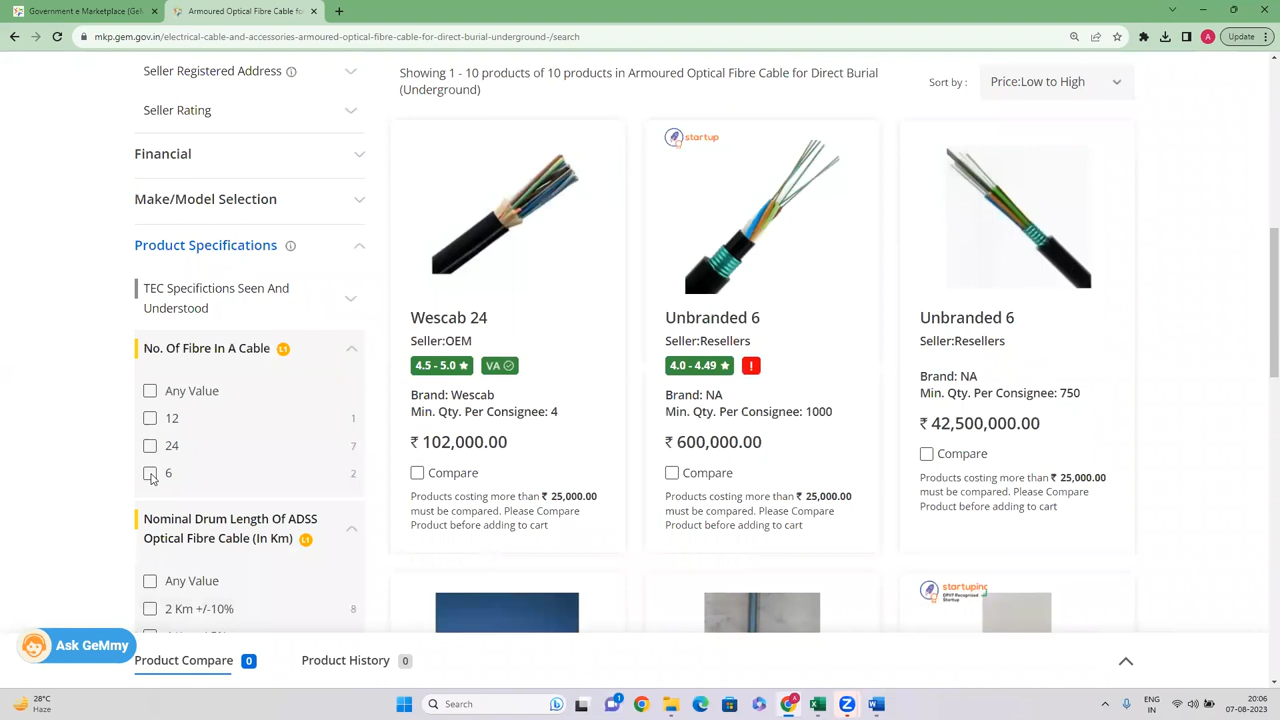 Government e Marketplace (GeM
Armoured Optical Fibre Cable for
mkp.gem.gov.in/electrical-cable-and-accessories-armoured-optical-fibre-cable-for-direct-burial-underground-/search
A
Update
Seller Registered Address
Seller Rating
Financial
Make/Model Selection
Product Specifications
TEC Specifictions Seen And
Understood
No. Of Fibre In A Cable L1
Any Value
12 1
24 7
6 2
Nominal Drum Length Of ADSS
Optical Fibre Cable (In Km) L1
Any Value
2 Km +/-10% 8
Showing 1 - 10 products of 10 products in Armoured Optical Fibre Cable for Direct Burial
(Underground)
Sort by : Price:Low to High
Wescab 24
Seller:OEM
4.5 - 5.0 ★ VA
Brand: Wescab
Min. Qty. Per Consignee: 4
₹ 102,000.00
Compare
Products costing more than ₹ 25,000.00
must be compared. Please Compare
Product before adding to cart
startup
Unbranded 6
Seller:Resellers
4.0 - 4.49 ★ !
Brand: NA
Min. Qty. Per Consignee: 1000
₹ 600,000.00
Compare
Products costing more than ₹ 25,000.00
must be compared. Please Compare
Product before adding to cart
Unbranded 6
Seller:Resellers
Brand: NA
Min. Qty. Per Consignee: 750
₹ 42,500,000.00
Compare
Products costing more than ₹ 25,000.00
must be compared. Please Compare
Product before adding to cart
Ask GeMmy
Product Compare 0
Product History 0
28°C
Haze
Search
1
ENG
IN
20:06
07-08-2023